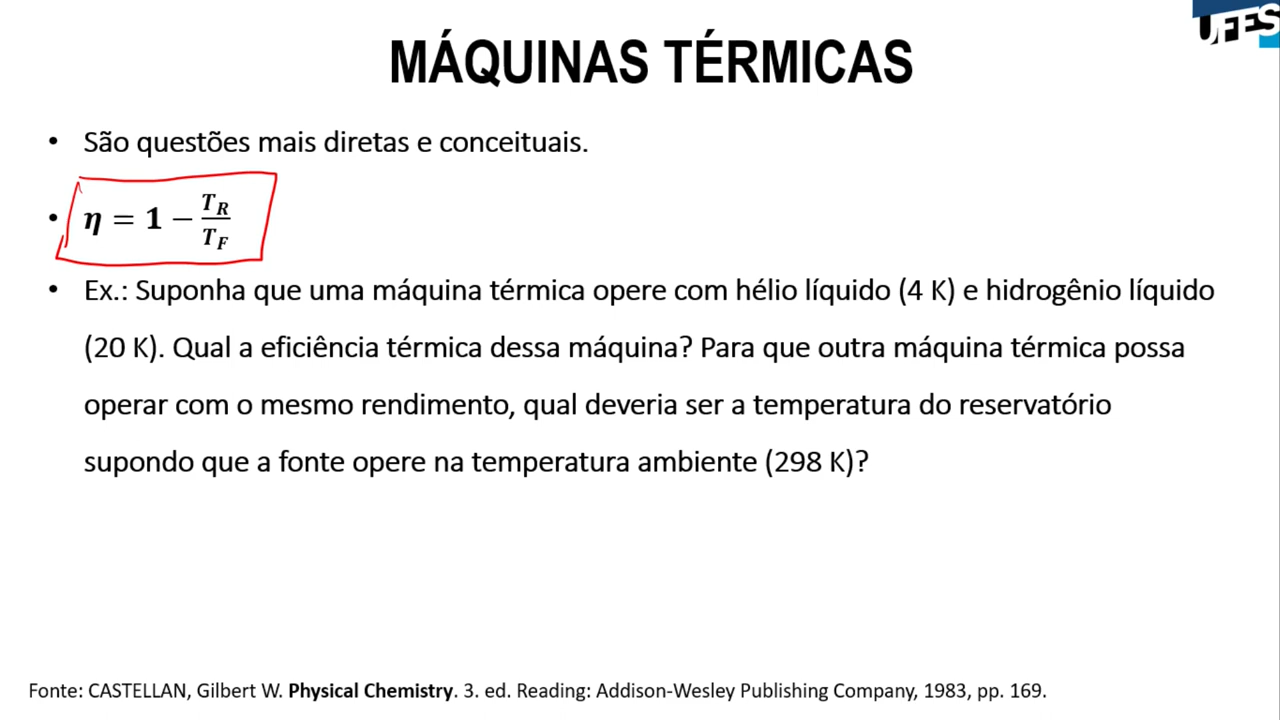 UFES
MÁQUINAS TÉRMICAS
• São questões mais diretas e conceituais.
• η = 1 − T_R/T_F
• Ex.: Suponha que uma máquina térmica opere com hélio líquido (4 K) e hidrogênio líquido
(20 K). Qual a eficiência térmica dessa máquina? Para que outra máquina térmica possa
operar com o mesmo rendimento, qual deveria ser a temperatura do reservatório
supondo que a fonte opere na temperatura ambiente (298 K)?
Fonte: CASTELLAN, Gilbert W. Physical Chemistry. 3. ed. Reading: Addison-Wesley Publishing Company, 1983, pp. 169.